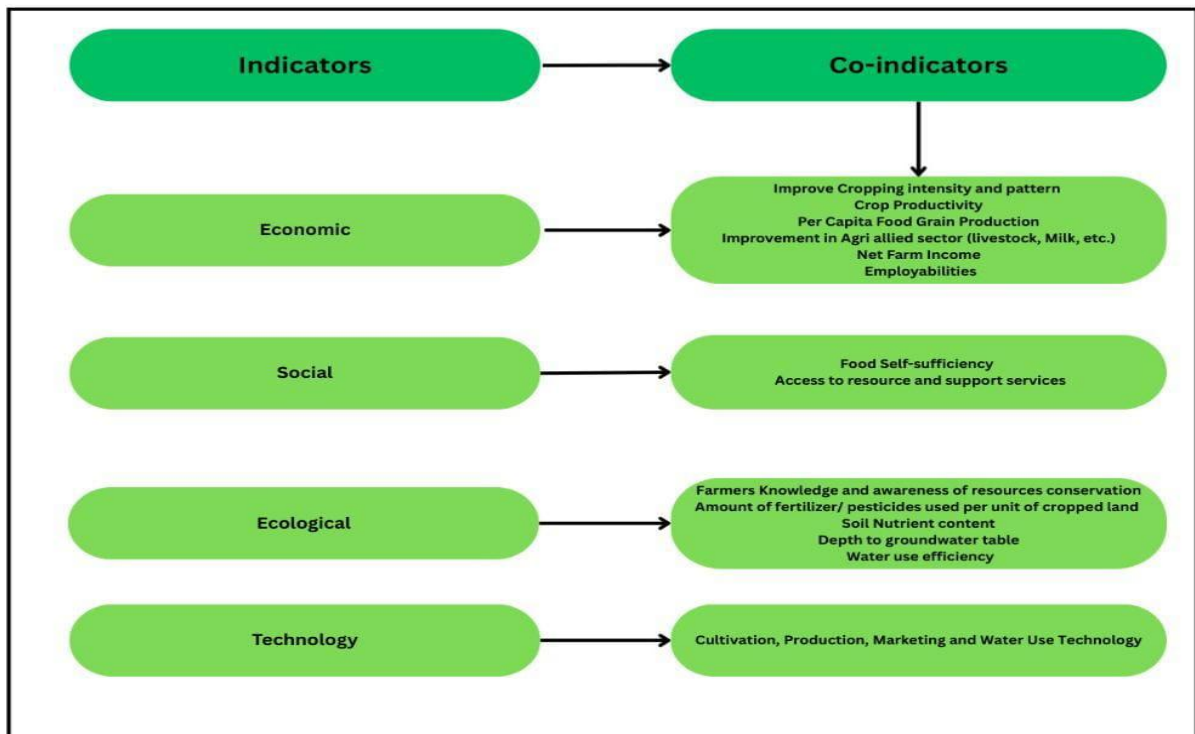 Indicators
Co-indicators
Economic
Improve Cropping intensity and pattern
Crop Productivity
Per Capita Food Grain Production
Improvement in Agri allied sector (livestock, Milk, etc.)
Net Farm Income
Employabilities
Social
Food Self-sufficiency
Access to resource and support services
Ecological
Farmers Knowledge and awareness of resources conservation
Amount of fertilizer/ pesticides used per unit of cropped land
Soil Nutrient content
Depth to groundwater table
Water use efficiency
Technology
Cultivation, Production, Marketing and Water Use Technology